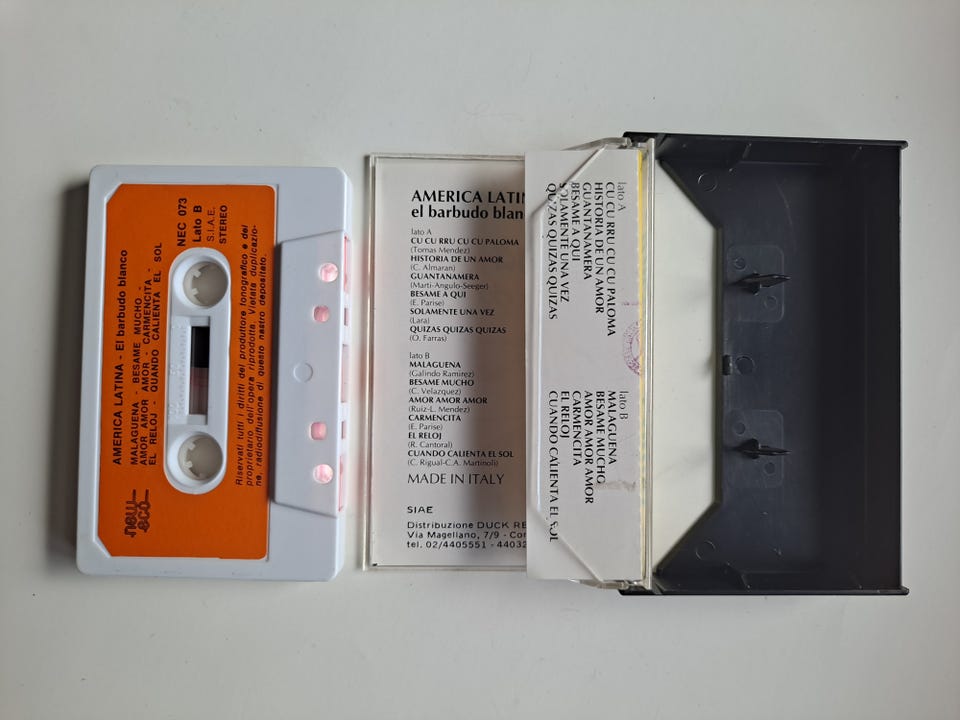 AMERICA LATINA - El barbudo blanco
MALAGUENA - BESAME MUCHO -
AMOR AMOR AMOR - CARMENCITA -
EL RELOJ - QUANDO CALIENTA EL SOL
NEC 073
Lato B
S.I.A.E.
STEREO
Riservati tutti i diritti del produttore fonografico e del
proprietario dell'opera riprodotta. Vietata duplicazio-
ne, radiodiffusione di questo nastro depositato.
new
eco
AMERICA LATI
el barbudo blan
lato A
CU CU RRU CU CU PALOMA
(Tomas Mendez)
HISTORIA DE UN AMOR
(C. Almaran)
GUANTANAMERA
(Marti-Angulo-Seeger)
BESAME A QUI
(E. Parise)
SOLAMENTE UNA VEZ
(Lara)
QUIZAS QUIZAS QUIZAS
(O. Farras)
lato B
MALAGUENA
(Galindo Ramirez)
BESAME MUCHO
(C. Velazquez)
AMOR AMOR AMOR
(Ruiz-L. Mendez)
CARMENCITA
(E. Parise)
EL RELOJ
(R. Cantoral)
CUANDO CALIENTA EL SOL
(C. Rigual-C.A. Martinoli)
MADE IN ITALY
SIAE
Distribuzione DUCK RE
Via Magellano, 7/9 - Cor
tel. 02/4405551 - 4403
lato A
CU CU RRU CU CU PALOMA
HISTORIA DE UN AMOR
GUANTANAMERA
BESAME A QUI
SOLAMENTE UNA VEZ
QUIZAS QUIZAS QUIZAS
lato B
MALAGUENA
BESAME MUCHO
AMOR AMOR AMOR
CARMENCITA
EL RELOJ
CUANDO CALIENTA EL SOL